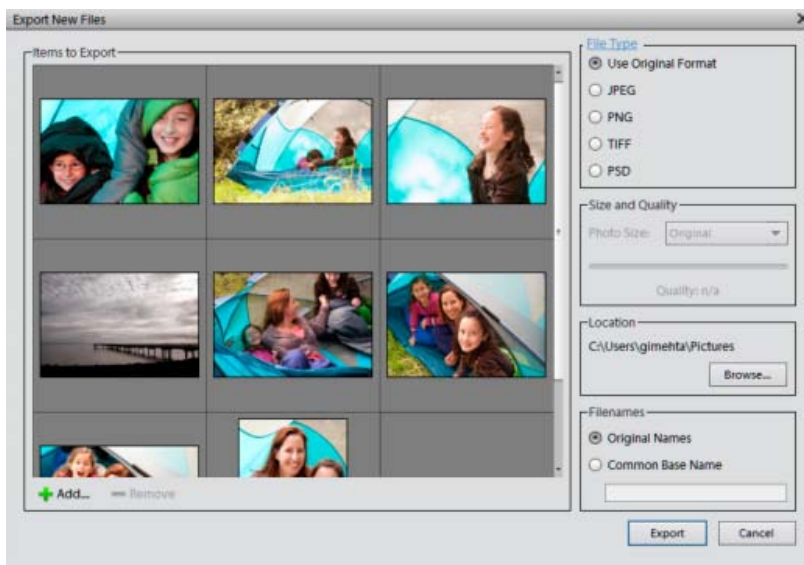 Export New Files
Items to Export
Add...
Remove
File Type
Use Original Format
JPEG
PNG
TIFF
PSD
Size and Quality
Photo Size: Original
Quality: n/a
Location
C:\Users\gimehta\Pictures
Browse...
Filenames
Original Names
Common Base Name
Export
Cancel